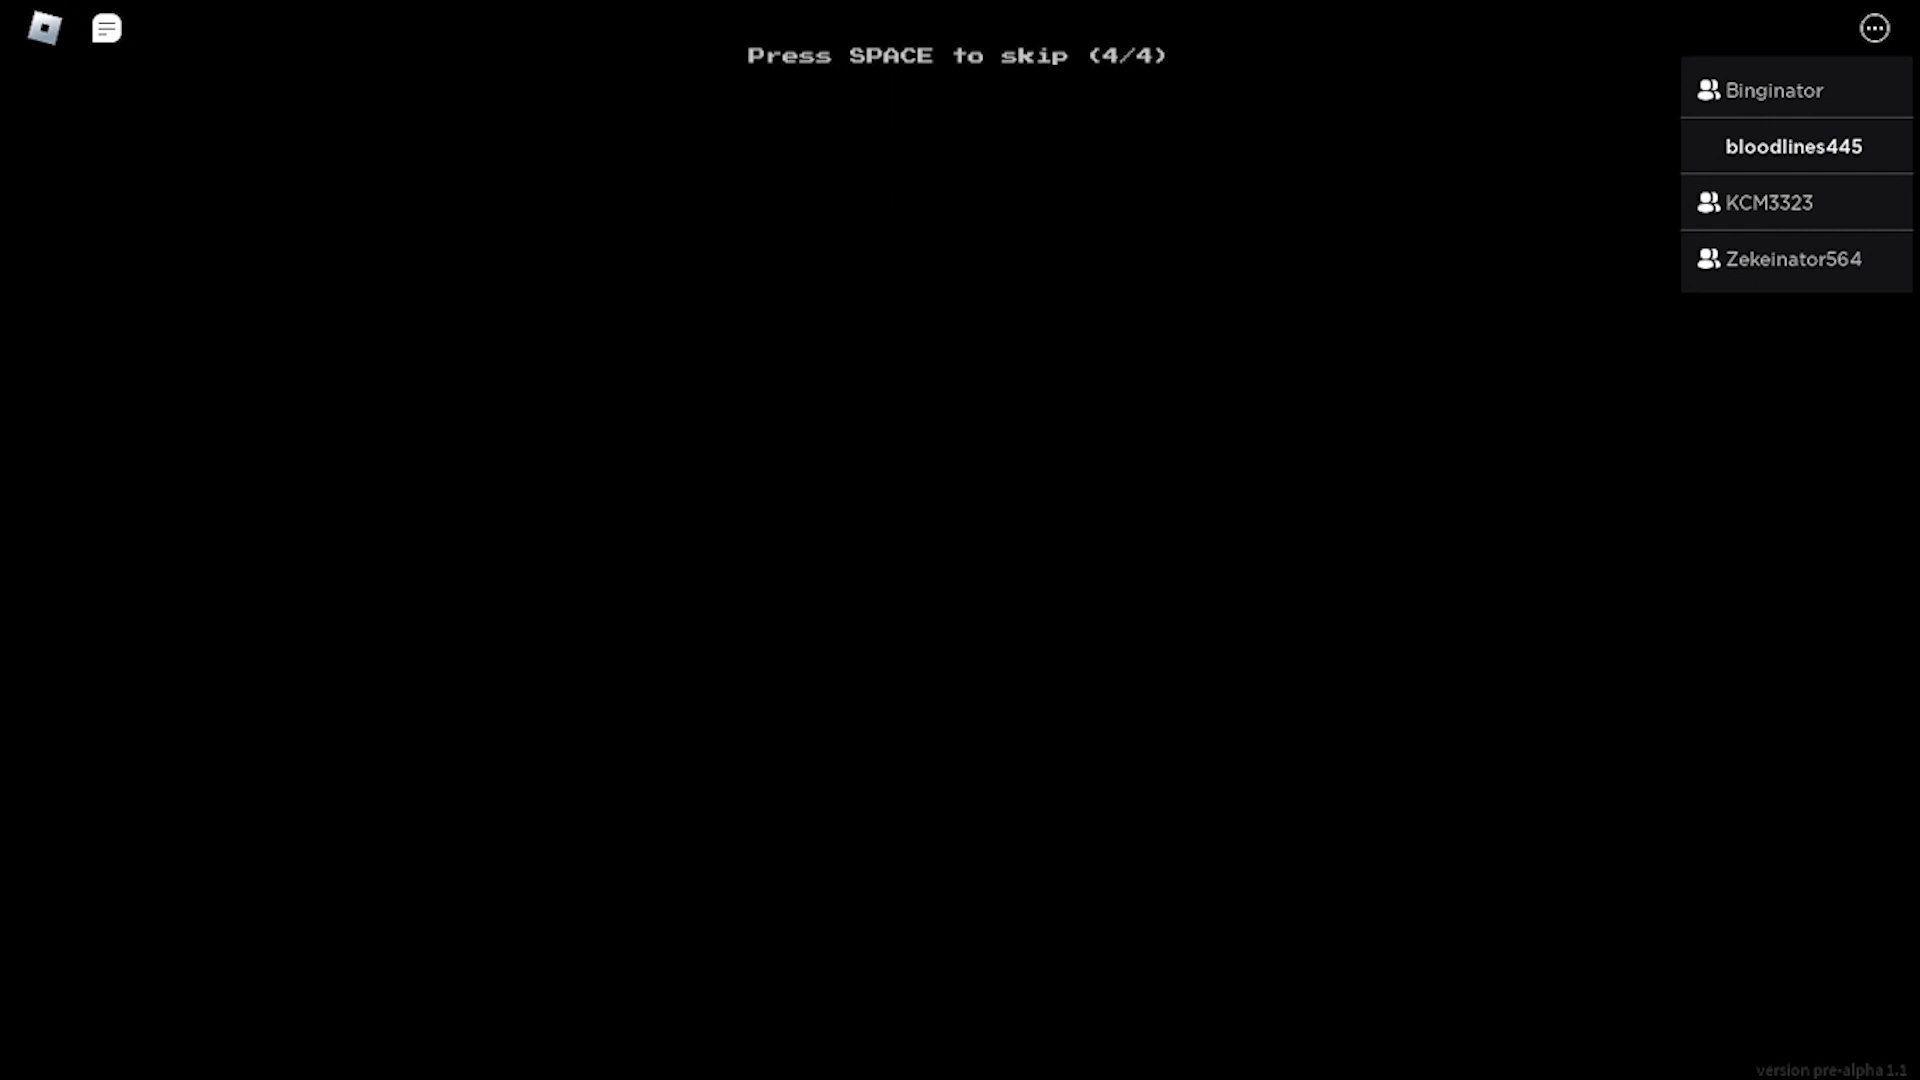 Press SPACE to skip (4/4)
Binginator
bloodlines445
KCM3323
Zekeinator564
version pre-alpha 1.1